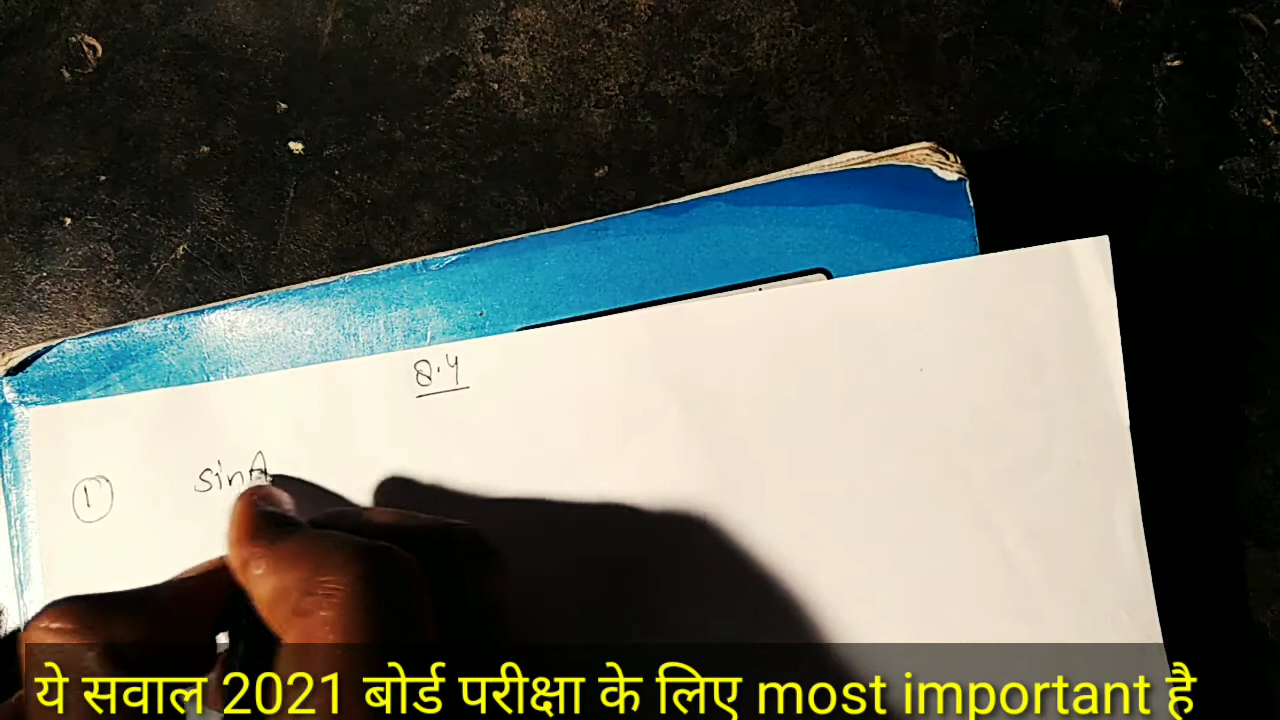 8.4
1 sinA
ये सवाल 2021 बोर्ड परीक्षा के लिए most important है